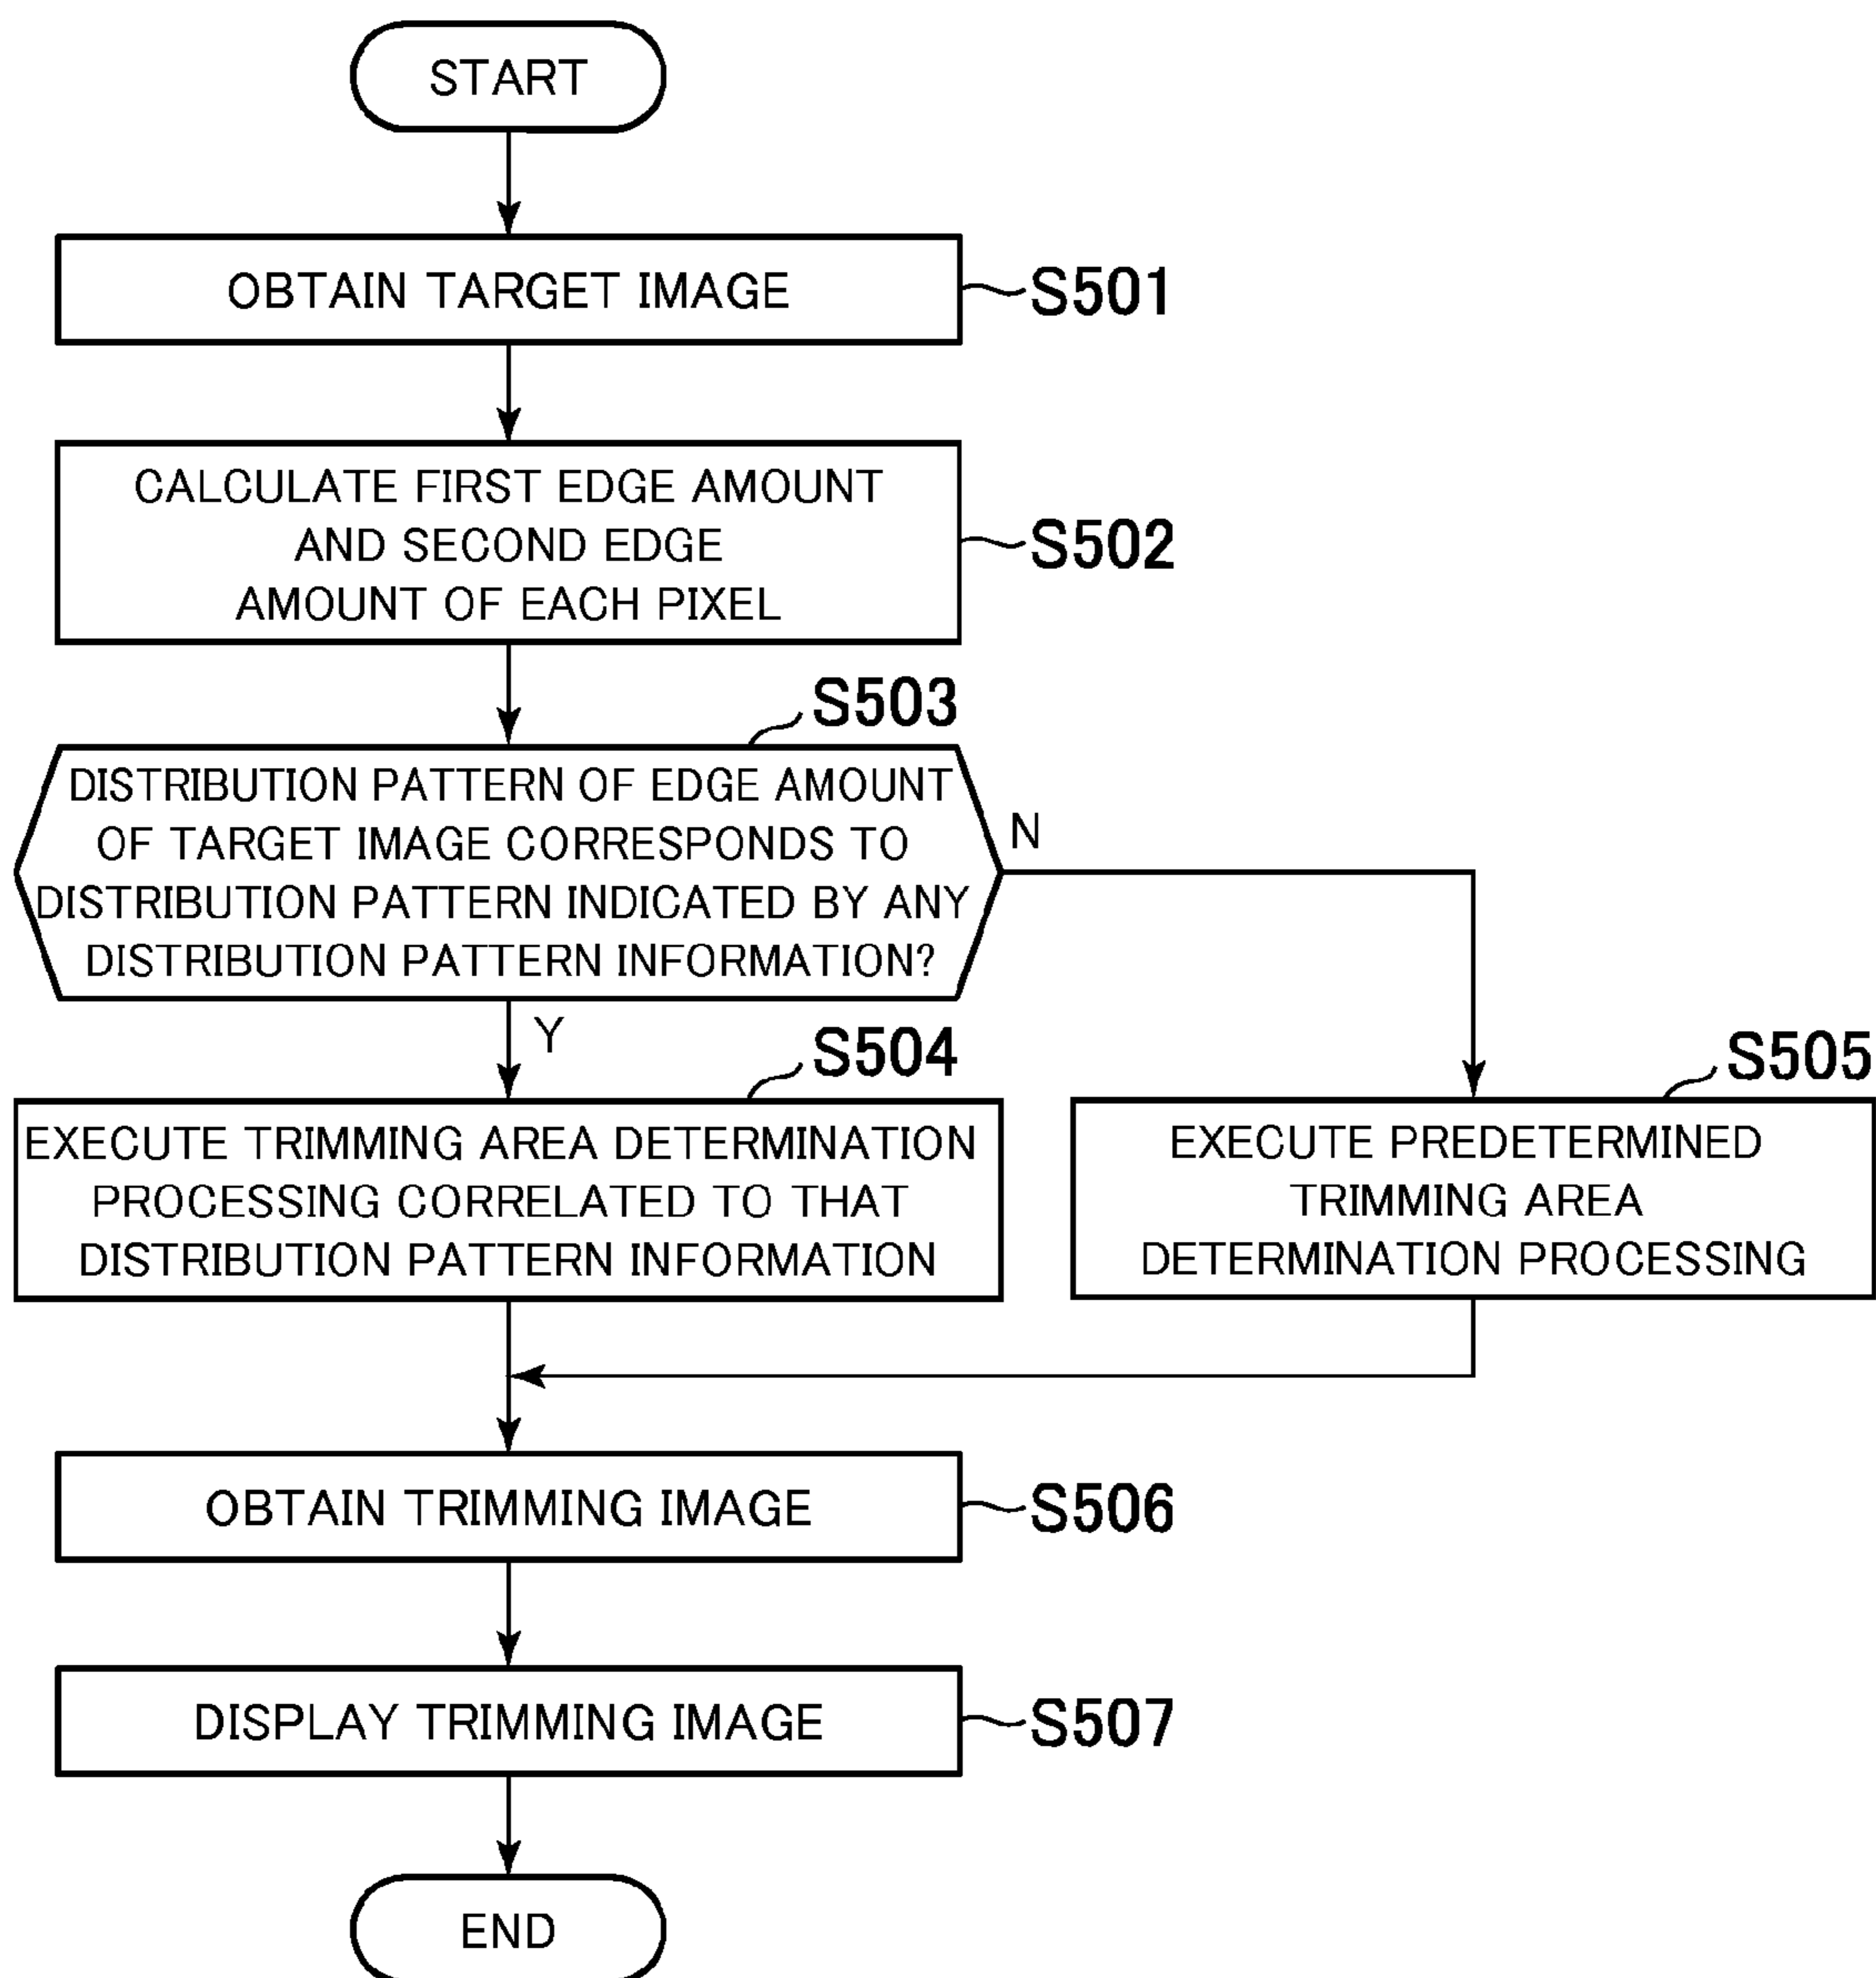 START
OBTAIN TARGET IMAGE
S501
CALCULATE FIRST EDGE AMOUNT
AND SECOND EDGE
AMOUNT OF EACH PIXEL
S502
S503
DISTRIBUTION PATTERN OF EDGE AMOUNT
OF TARGET IMAGE CORRESPONDS TO
DISTRIBUTION PATTERN INDICATED BY ANY
DISTRIBUTION PATTERN INFORMATION?
N
Y
S504
EXECUTE TRIMMING AREA DETERMINATION
PROCESSING CORRELATED TO THAT
DISTRIBUTION PATTERN INFORMATION
S505
EXECUTE PREDETERMINED
TRIMMING AREA
DETERMINATION PROCESSING
OBTAIN TRIMMING IMAGE
S506
DISPLAY TRIMMING IMAGE
S507
END